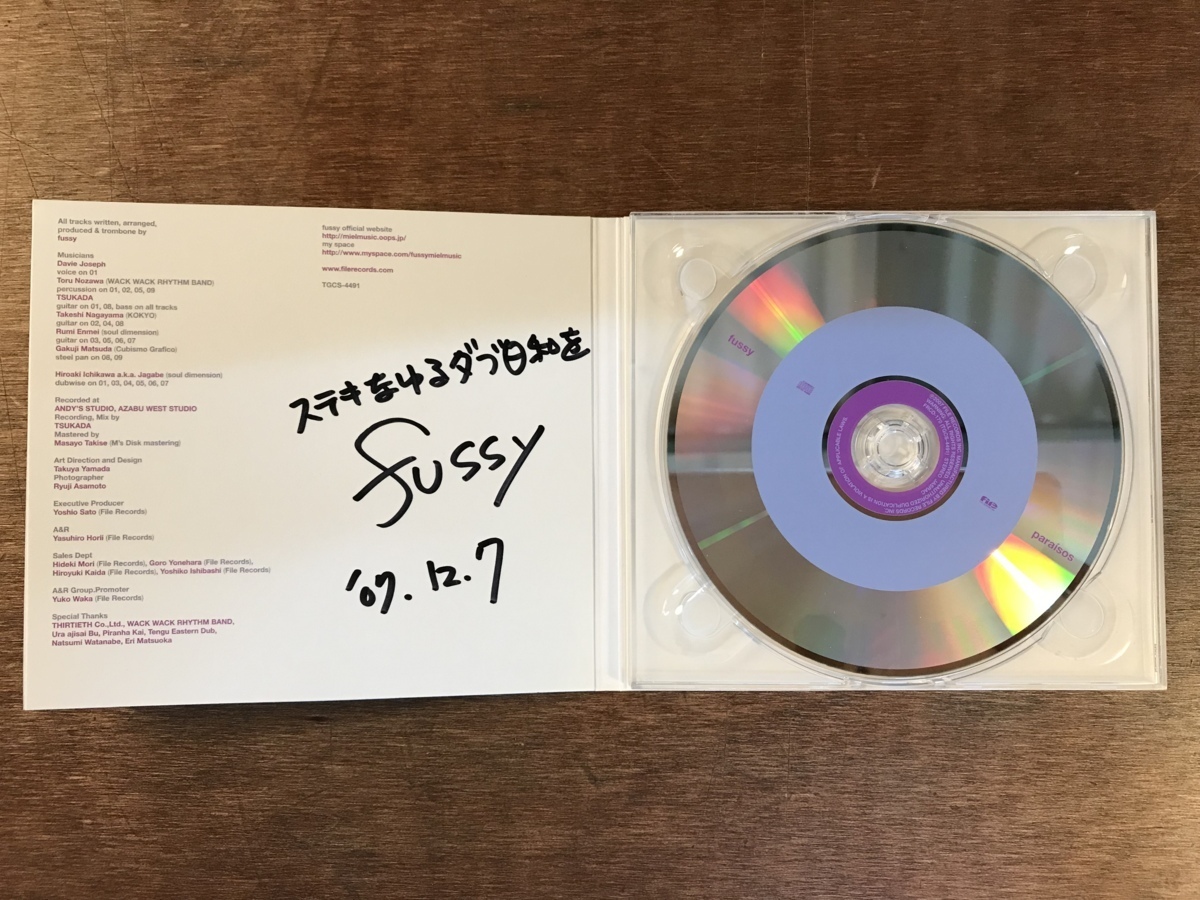 All tracks written, arranged,
produced & trombone by
fussy
Musicians
Davie Joseph
voice on 01
Toru Nozawa (WACK WACK RHYTHM BAND)
percussion on 01, 02, 05, 09
TSUKADA
guitar on 01, 08, bass on all tracks
Takeshi Nagayama (KOKYO)
guitar on 02, 04, 08
Rumi Enmei (soul dimension)
guitar on 03, 05, 06, 07
Gakuji Matsuda (Cubismo Grafico)
steel pan on 08, 09
Hiroaki Ichikawa a.k.a. Jagabe (soul dimension)
dubwise on 01, 03, 04, 05, 06, 07
Recorded at
ANDY'S STUDIO, AZABU WEST STUDIO
Recording, Mix by
TSUKADA
Mastered by
Masayo Takise (M's Disk mastering)
Art Direction and Design
Takuya Yamada
Photographer
Ryuji Asamoto
Executive Producer
Yoshio Sato (File Records)
A&R
Yasuhiro Horii (File Records)
Sales Dept
Hideki Mori (File Records), Goro Yonehara (File Records),
Hiroyuki Kaida (File Records), Yoshiko Ishibashi (File Records)
A&R Group.Promoter
Yuko Waka (File Records)
Special Thanks
THIRTIETH Co.,Ltd., WACK WACK RHYTHM BAND,
Ura ajisai Bu, Piranha Kai, Tengu Eastern Dub,
Natsumi Watanabe, Eri Matsuoka
fussy official website
http://mielmusic.oops.jp/
my space
http://www.myspace.com/fussymielmusic
www.filerecords.com
TGCS-4491
ステキなゆるダブ日和を
fussy
'07.12.7
fussy
paraísos
file